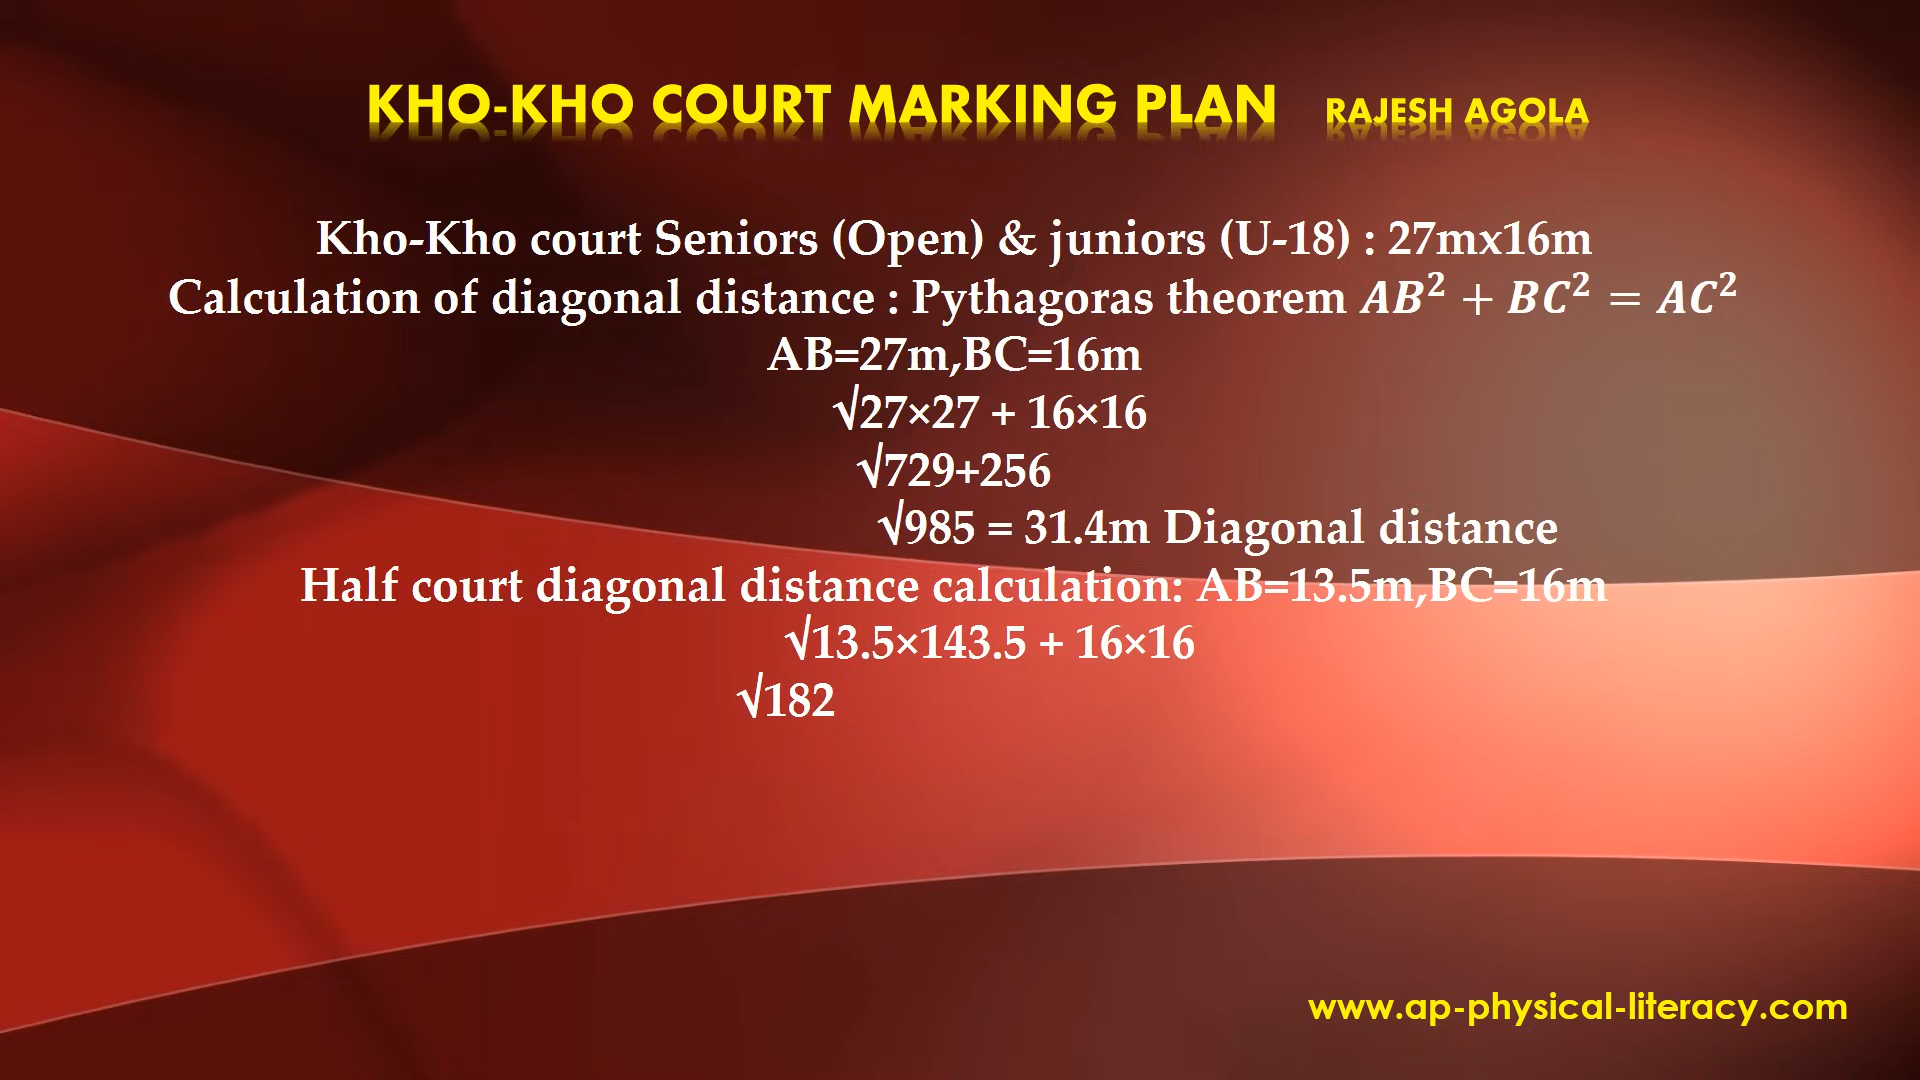 KHO-KHO COURT MARKING PLAN RAJESH AGOLA
Kho-Kho court Seniors (Open) & juniors (U-18) : 27mx16m
Calculation of diagonal distance : Pythagoras theorem AB² + BC² = AC²
AB=27m,BC=16m
√27×27 + 16×16
√729+256
√985 = 31.4m Diagonal distance
Half court diagonal distance calculation: AB=13.5m,BC=16m
√13.5×143.5 + 16×16
√182
www.ap-physical-literacy.com